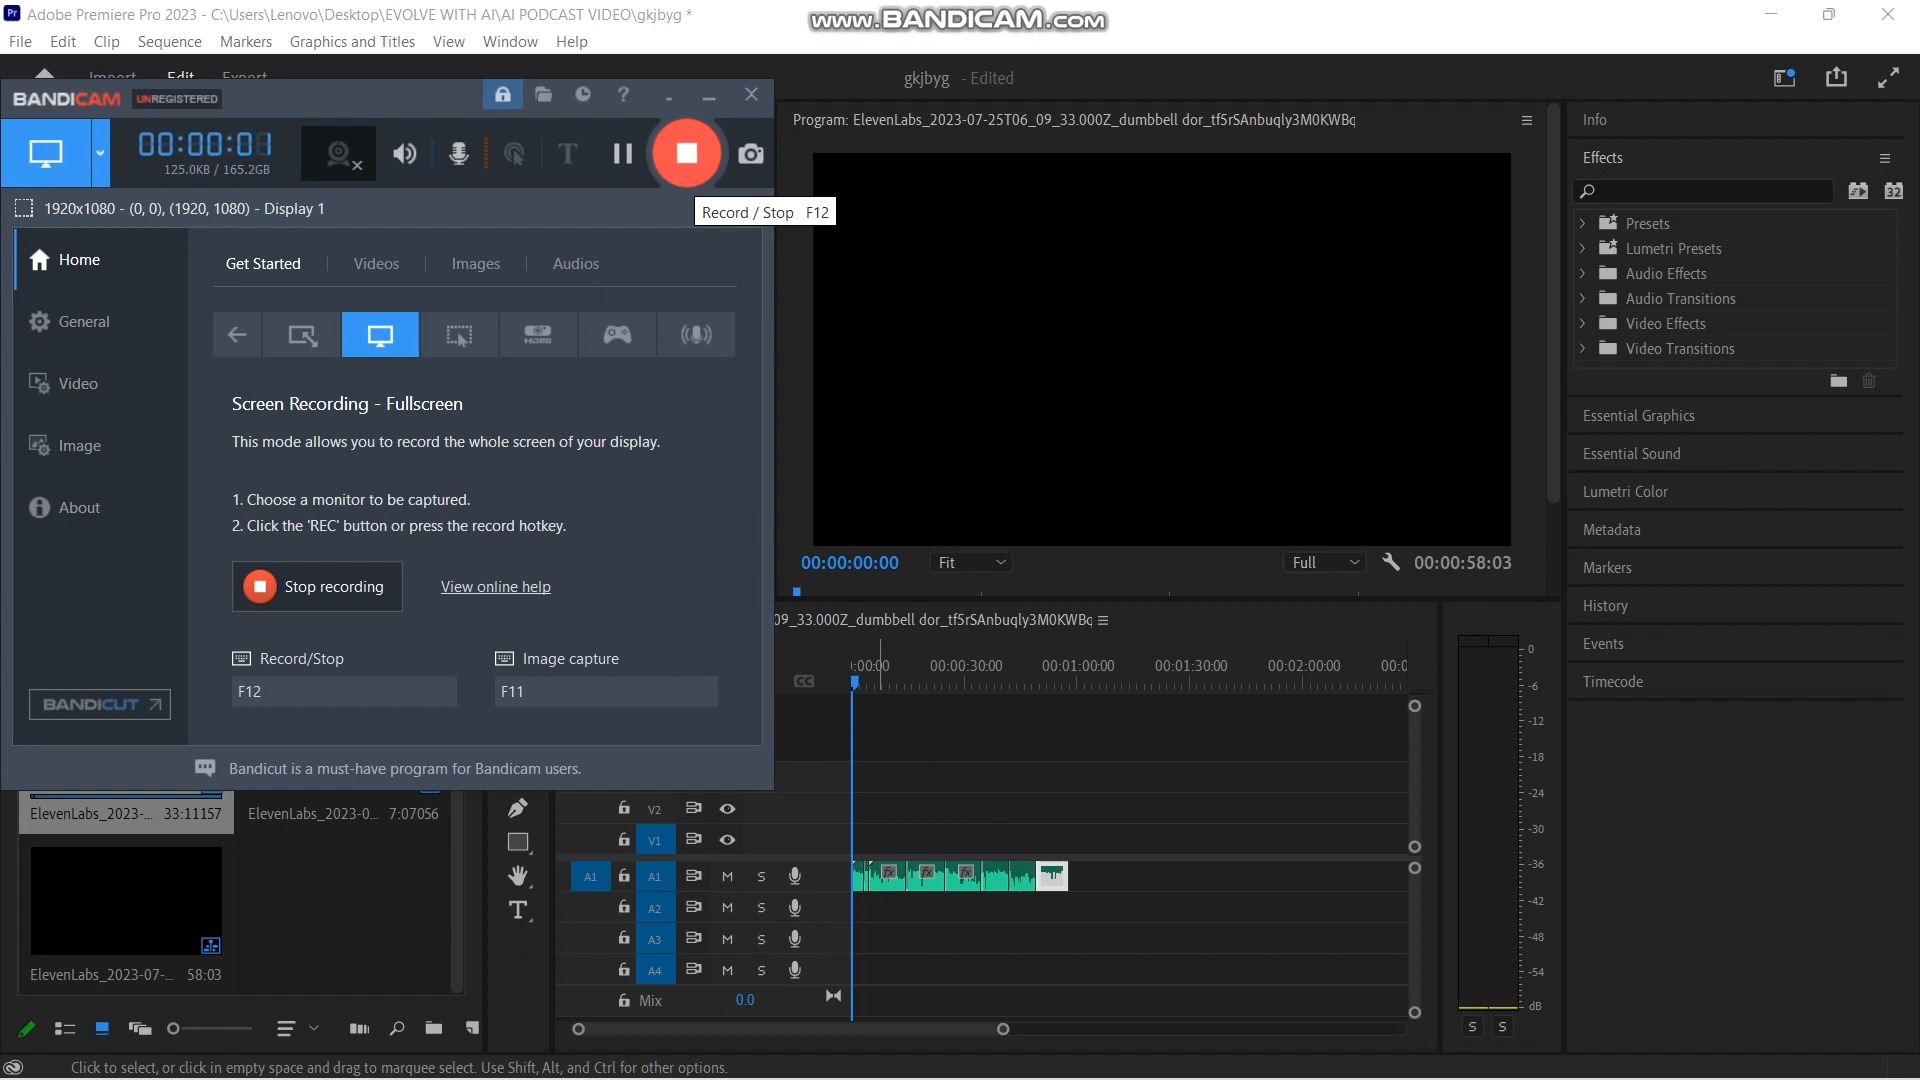 Pr Adobe Premiere Pro 2023 - C:\Users\Lenovo\Desktop\EVOLVE WITH AI\AI PODCAST VIDEO\gkjbyg *
www.BANDICAM.com
File Edit Clip Sequence Markers Graphics and Titles View Window Help
Import Edit Export
gkjbyg - Edited
BANDICAM UNREGISTERED
00:00:01
125.0KB / 165.2GB
1920x1080 - (0, 0), (1920, 1080) - Display 1
Record / Stop F12
Home
General
Video
Image
About
BANDICUT
Get Started Videos Images Audios
HDMI
Screen Recording - Fullscreen
This mode allows you to record the whole screen of your display.
1. Choose a monitor to be captured.
2. Click the 'REC' button or press the record hotkey.
Stop recording View online help
Record/Stop Image capture
F12 F11
Bandicut is a must-have program for Bandicam users.
Program: ElevenLabs_2023-07-25T06_09_33.000Z_dumbbell dor_tf5rSAnbuqly3M0KWBq
00:00:00:00 Fit Full 00:00:58:03
09_33.000Z_dumbbell dor_tf5rSAnbuqly3M0KWBq
:00:00 00:00:30:00 00:01:00:00 00:01:30:00 00:02:00:00 00:0
V2
V1
A1 A1 M S fx fx fx
A2 M S
A3 M S
A4 M S
Mix 0.0
ElevenLabs_2023-... 33:11157 ElevenLabs_2023-0... 7:07056
ElevenLabs_2023-07-... 58:03
0
-6
-12
-18
-24
-30
-36
-42
-48
-54
dB
S S
Info
Effects
32
Presets
Lumetri Presets
Audio Effects
Audio Transitions
Video Effects
Video Transitions
Essential Graphics
Essential Sound
Lumetri Color
Metadata
Markers
History
Events
Timecode
Click to select, or click in empty space and drag to marquee select. Use Shift, Alt, and Ctrl for other options.